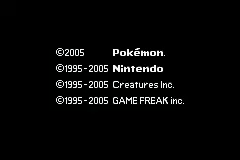 ©2005 Pokémon.
©1995-2005 Nintendo
©1995-2005 Creatures Inc.
©1995-2005 GAME FREAK inc.